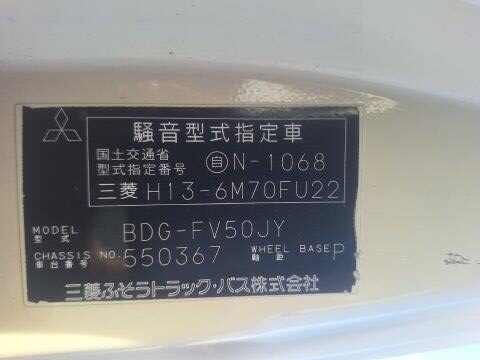 騒音型式指定車
国土交通省
型式指定番号 自N-1068
三菱 H13-6M70FU22
MODEL
型式 BDG-FV50JY
CHASSIS NO.
車台番号 550367 WHEEL BASE
軸距 P
三菱ふそうトラック・バス株式会社